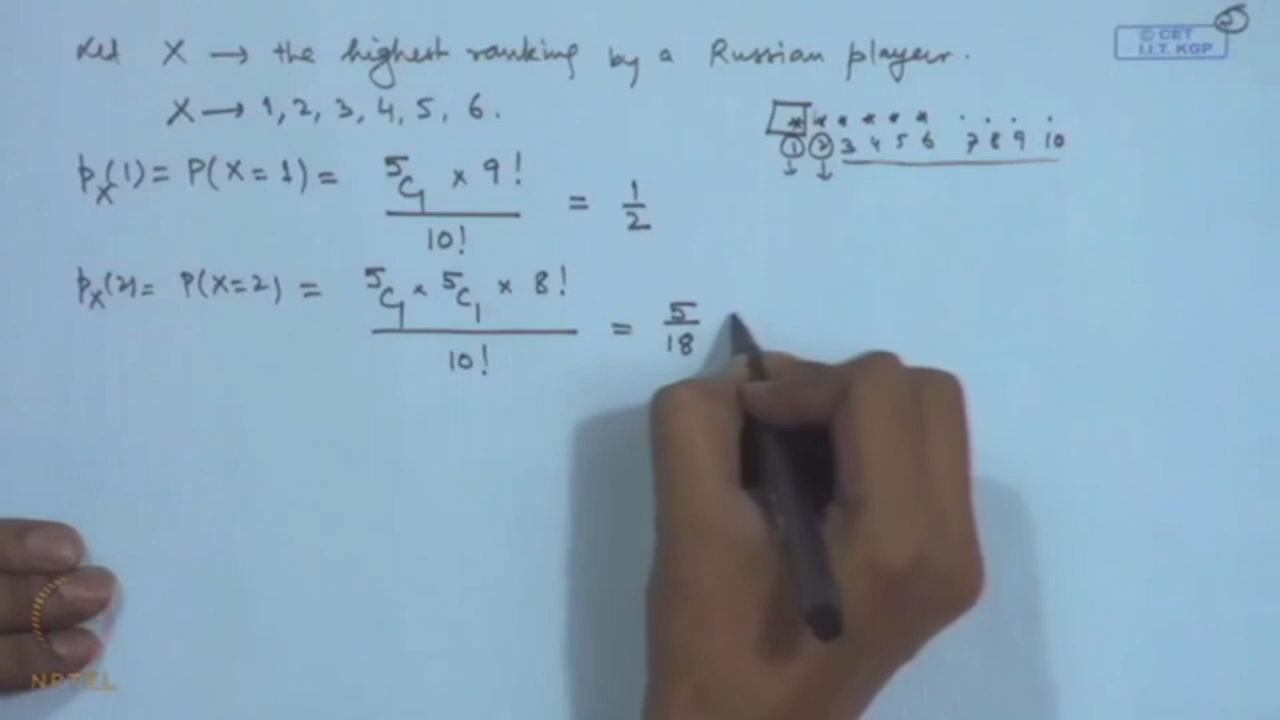 Let X → the highest ranking by a Russian player.
© CET
I.I.T. KGP
X → 1, 2, 3, 4, 5, 6.
1 2 3 4 5 6 7 8 9 10
p_X(1) = P(X=1) = ⁵C₁ × 9! / 10! = 1/2
p_X(2) = P(X=2) = ⁵C₁ × ⁵C₁ × 8! / 10! = 5/18
NPTEL